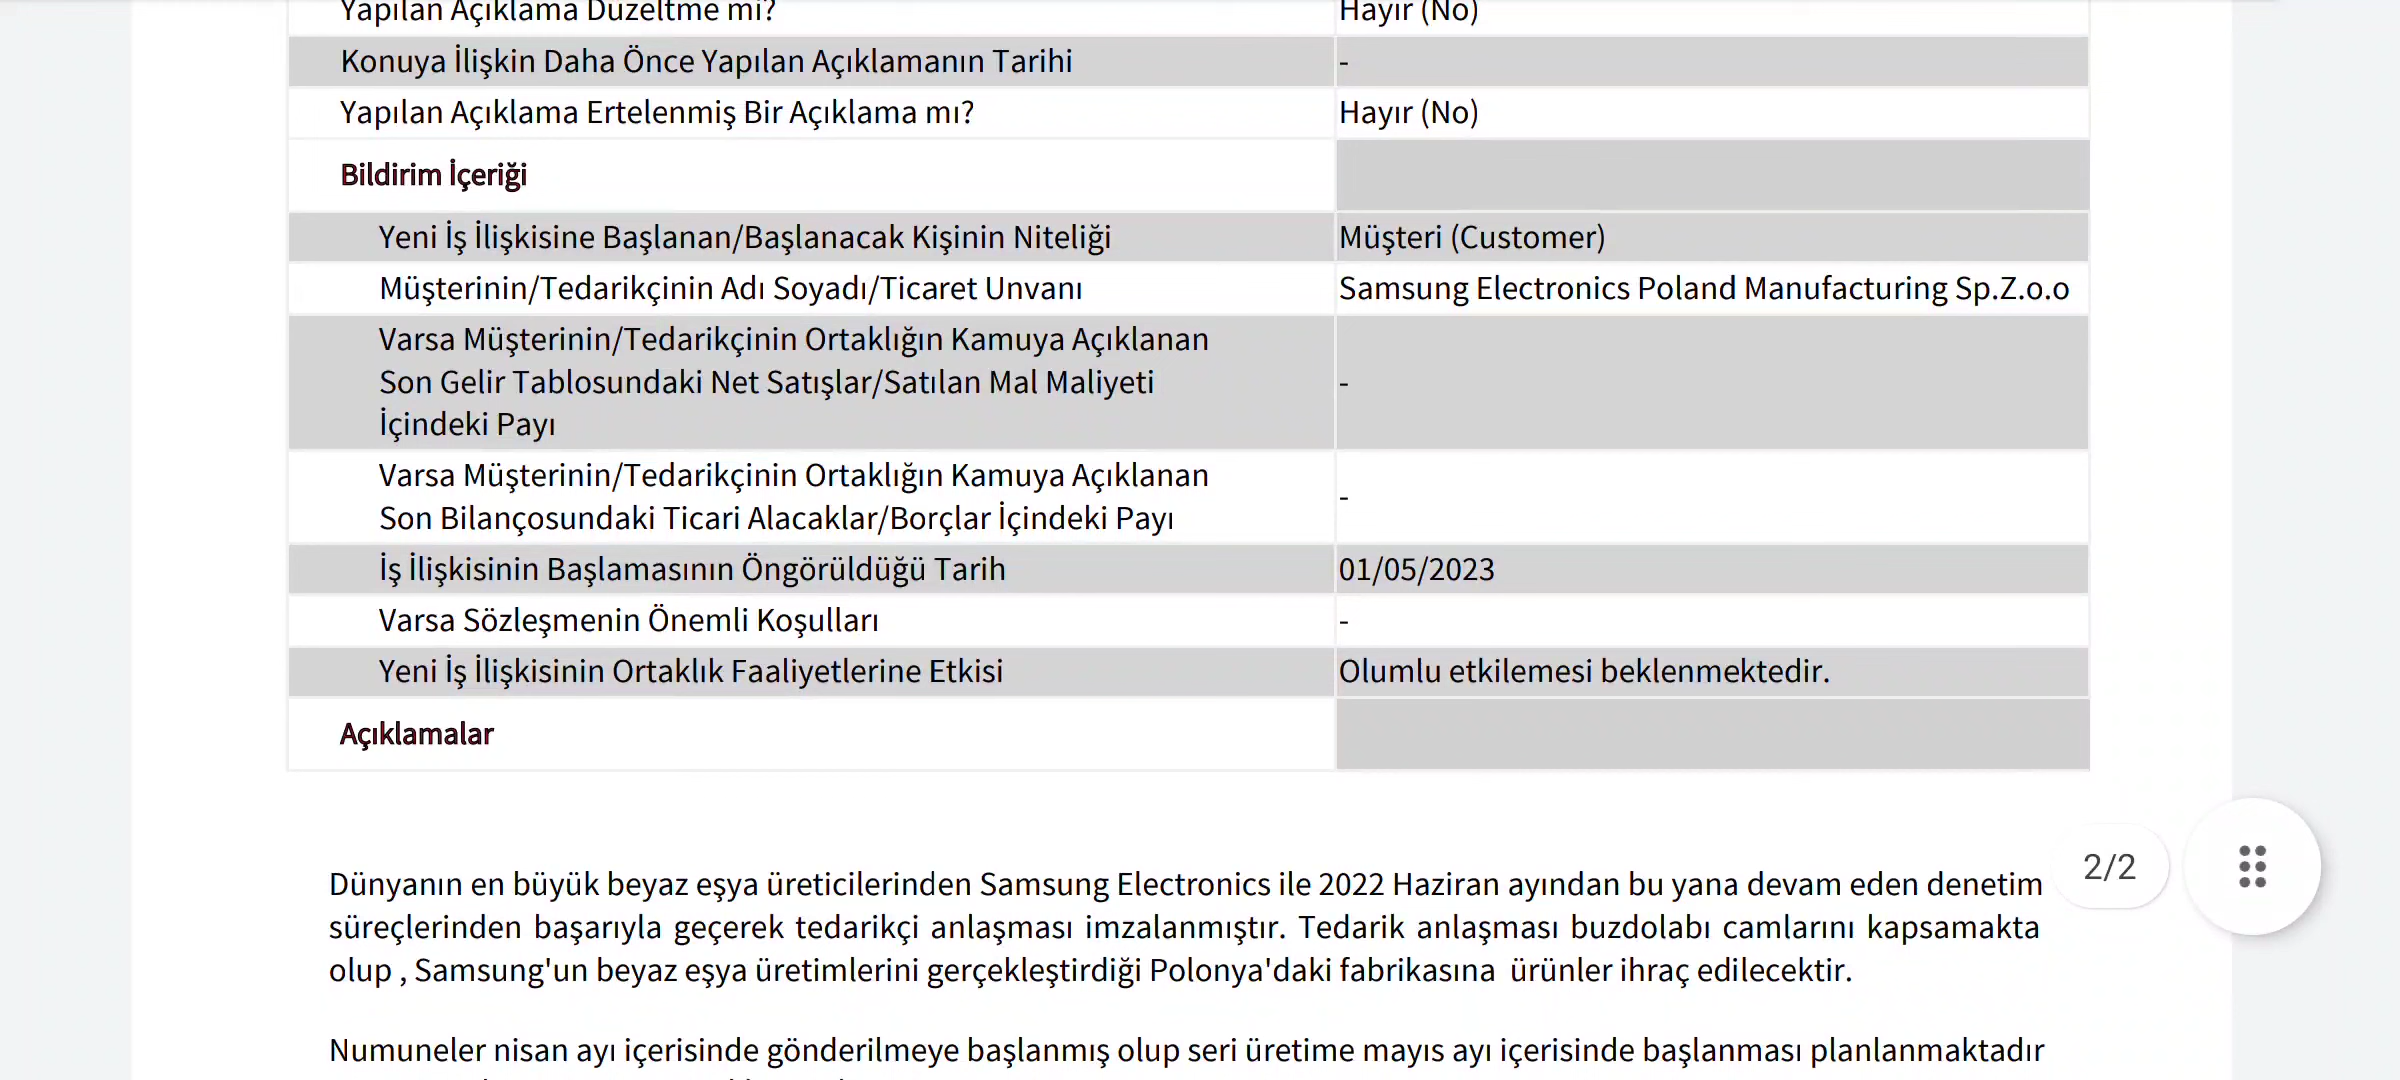 Yapılan Açıklama Düzeltme mi?
Hayır (No)
Konuya İlişkin Daha Önce Yapılan Açıklamanın Tarihi
-
Yapılan Açıklama Ertelenmiş Bir Açıklama mı?
Hayır (No)
Bildirim İçeriği
Yeni İş İlişkisine Başlanan/Başlanacak Kişinin Niteliği
Müşteri (Customer)
Müşterinin/Tedarikçinin Adı Soyadı/Ticaret Unvanı
Samsung Electronics Poland Manufacturing Sp.Z.o.o
Varsa Müşterinin/Tedarikçinin Ortaklığın Kamuya Açıklanan
Son Gelir Tablosundaki Net Satışlar/Satılan Mal Maliyeti
İçindeki Payı
-
Varsa Müşterinin/Tedarikçinin Ortaklığın Kamuya Açıklanan
Son Bilançosundaki Ticari Alacaklar/Borçlar İçindeki Payı
-
İş İlişkisinin Başlamasının Öngörüldüğü Tarih
01/05/2023
Varsa Sözleşmenin Önemli Koşulları
-
Yeni İş İlişkisinin Ortaklık Faaliyetlerine Etkisi
Olumlu etkilemesi beklenmektedir.
Açıklamalar
Dünyanın en büyük beyaz eşya üreticilerinden Samsung Electronics ile 2022 Haziran ayından bu yana devam eden denetim
süreçlerinden başarıyla geçerek tedarikçi anlaşması imzalanmıştır. Tedarik anlaşması buzdolabı camlarını kapsamakta
olup , Samsung'un beyaz eşya üretimlerini gerçekleştirdiği Polonya'daki fabrikasına ürünler ihraç edilecektir.
2/2
Numuneler nisan ayı içerisinde gönderilmeye başlanmış olup seri üretime mayıs ayı içerisinde başlanması planlanmaktadır